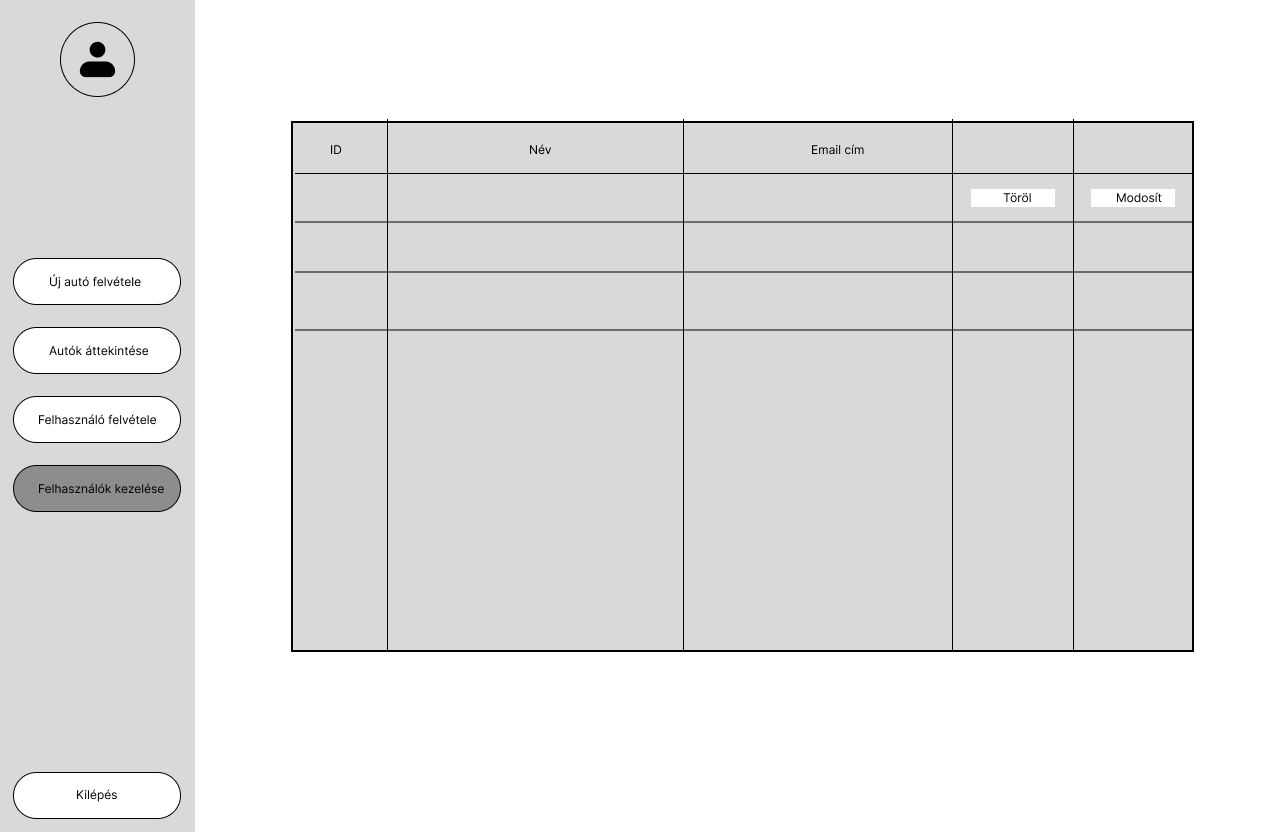 ID
Név
Email cím
Töröl
Modosít
Új autó felvétele
Autók áttekintése
Felhasználó felvétele
Felhasználók kezelése
Kilépés